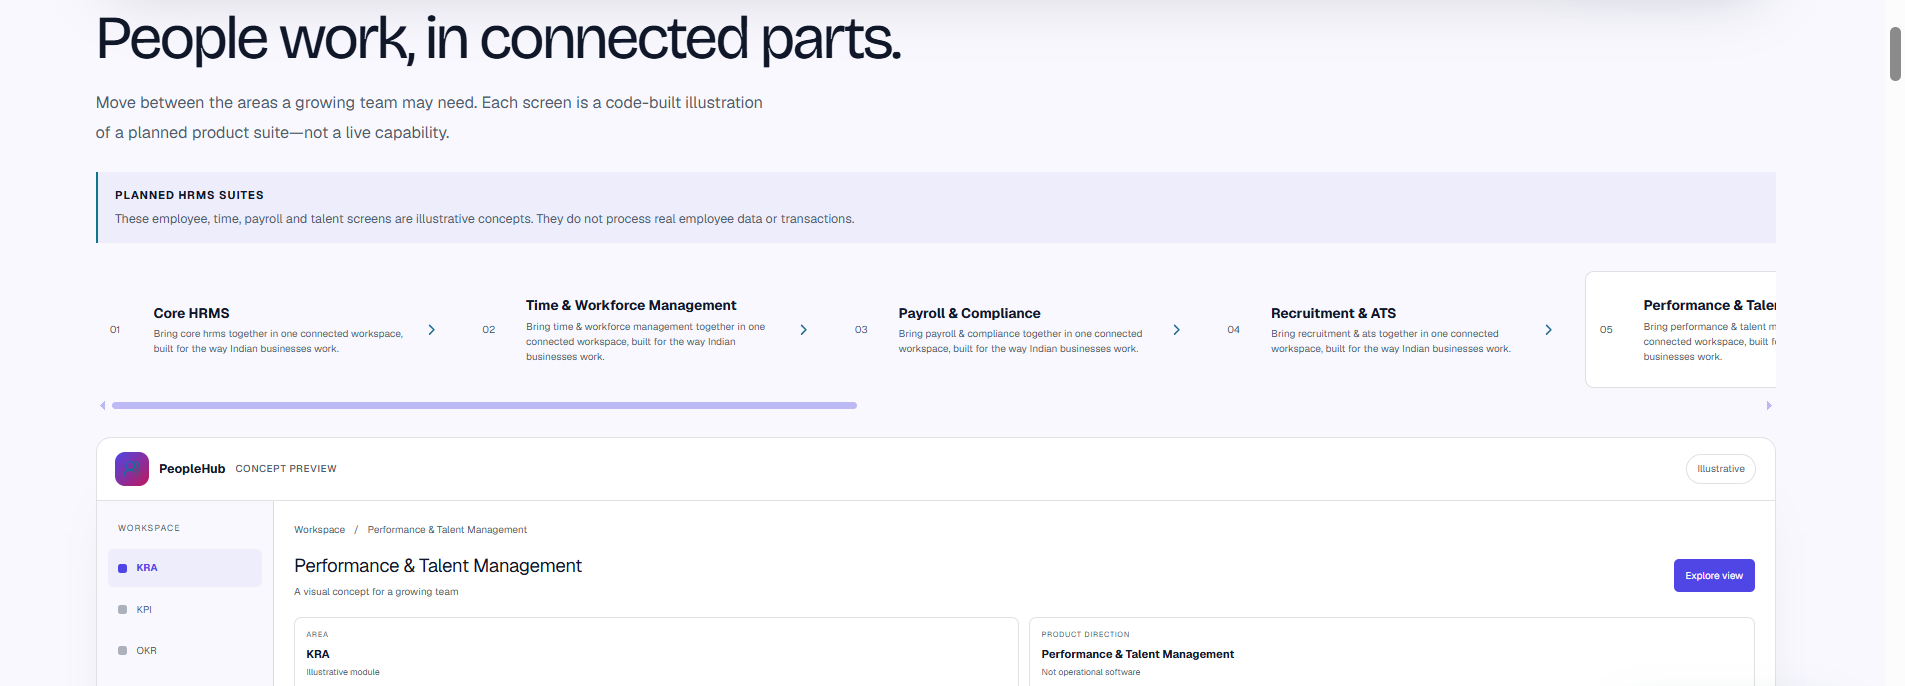 People work, in connected parts.
Move between the areas a growing team may need. Each screen is a code-built illustration
of a planned product suite—not a live capability.
PLANNED HRMS SUITES
These employee, time, payroll and talent screens are illustrative concepts. They do not process real employee data or transactions.
01
Core HRMS
Bring core hrms together in one connected workspace,
built for the way Indian businesses work.
02
Time & Workforce Management
Bring time & workforce management together in one
connected workspace, built for the way Indian
businesses work.
03
Payroll & Compliance
Bring payroll & compliance together in one connected
workspace, built for the way Indian businesses work.
04
Recruitment & ATS
Bring recruitment & ats together in one connected
workspace, built for the way Indian businesses work.
05
Performance &
Bring performance & talent
connected workspace, built
businesses work.
PeopleHub CONCEPT PREVIEW
Illustrative
WORKSPACE
KRA
KPI
OKR
Workspace / Performance & Talent Management
Performance & Talent Management
A visual concept for a growing team
Explore view
AREA
KRA
Illustrative module
PRODUCT DIRECTION
Performance & Talent Management
Not operational software